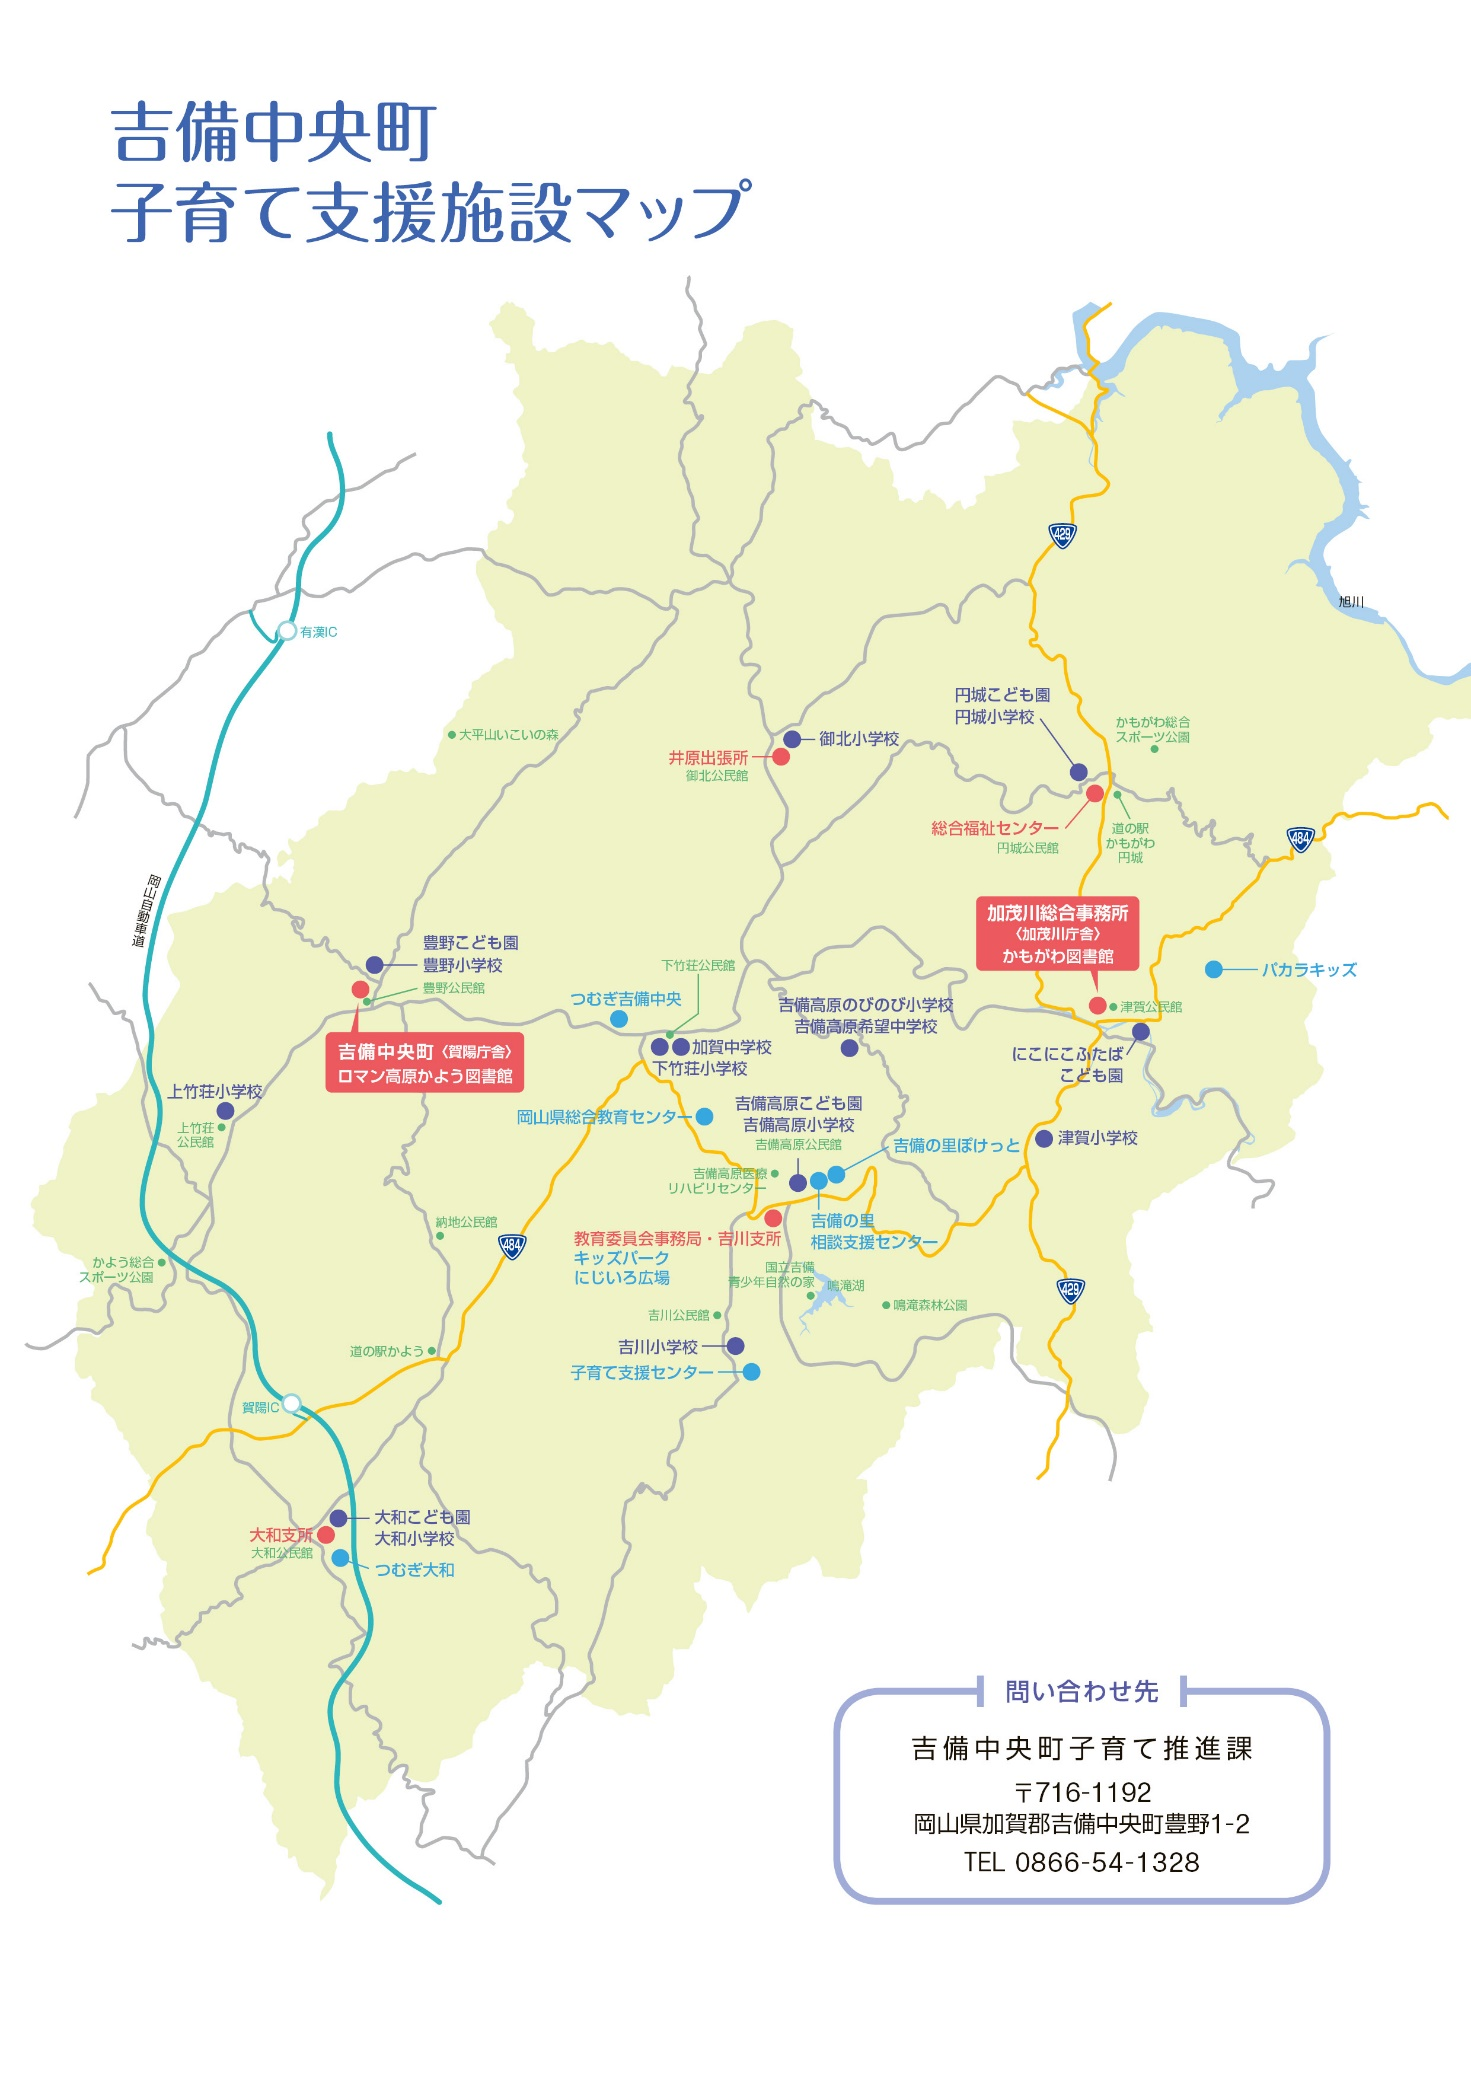 吉備中央町
子育て支援施設マップ
429
旭川
有漢IC
円城こども園
円城小学校
かもがわ総合
スポーツ公園
大平山いこいの森
御北小学校
井原出張所
御北公民館
総合福祉センター
円城公民館
道の駅
かもがわ
円城
484
岡山自動車道
加茂川総合事務所
〈加茂川庁舎〉
かもがわ図書館
豊野こども園
豊野小学校
豊野公民館
下竹荘公民館
パカラキッズ
つむぎ吉備中央
吉備高原のびのび小学校
吉備高原希望中学校
津賀公民館
吉備中央町〈賀陽庁舎〉
ロマン高原かよう図書館
加賀中学校
下竹荘小学校
にこにこふたば
こども園
上竹荘小学校
上竹荘
公民館
岡山県総合教育センター
吉備高原こども園
吉備高原小学校
吉備高原公民館
吉備の里ぽけっと
津賀小学校
吉備高原医療
リハビリセンター
納地公民館
484
教育委員会事務局・吉川支所
キッズパーク
にじいろ広場
吉備の里
相談支援センター
かよう総合
スポーツ公園
国立吉備
青少年自然の家
鳴滝湖
429
鳴滝森林公園
吉川公民館
道の駅かよう
吉川小学校
子育て支援センター
賀陽IC
大和こども園
大和小学校
大和支所
大和公民館
つむぎ大和
問い合わせ先
吉備中央町子育て推進課
〒716-1192
岡山県加賀郡吉備中央町豊野1-2
TEL 0866-54-1328